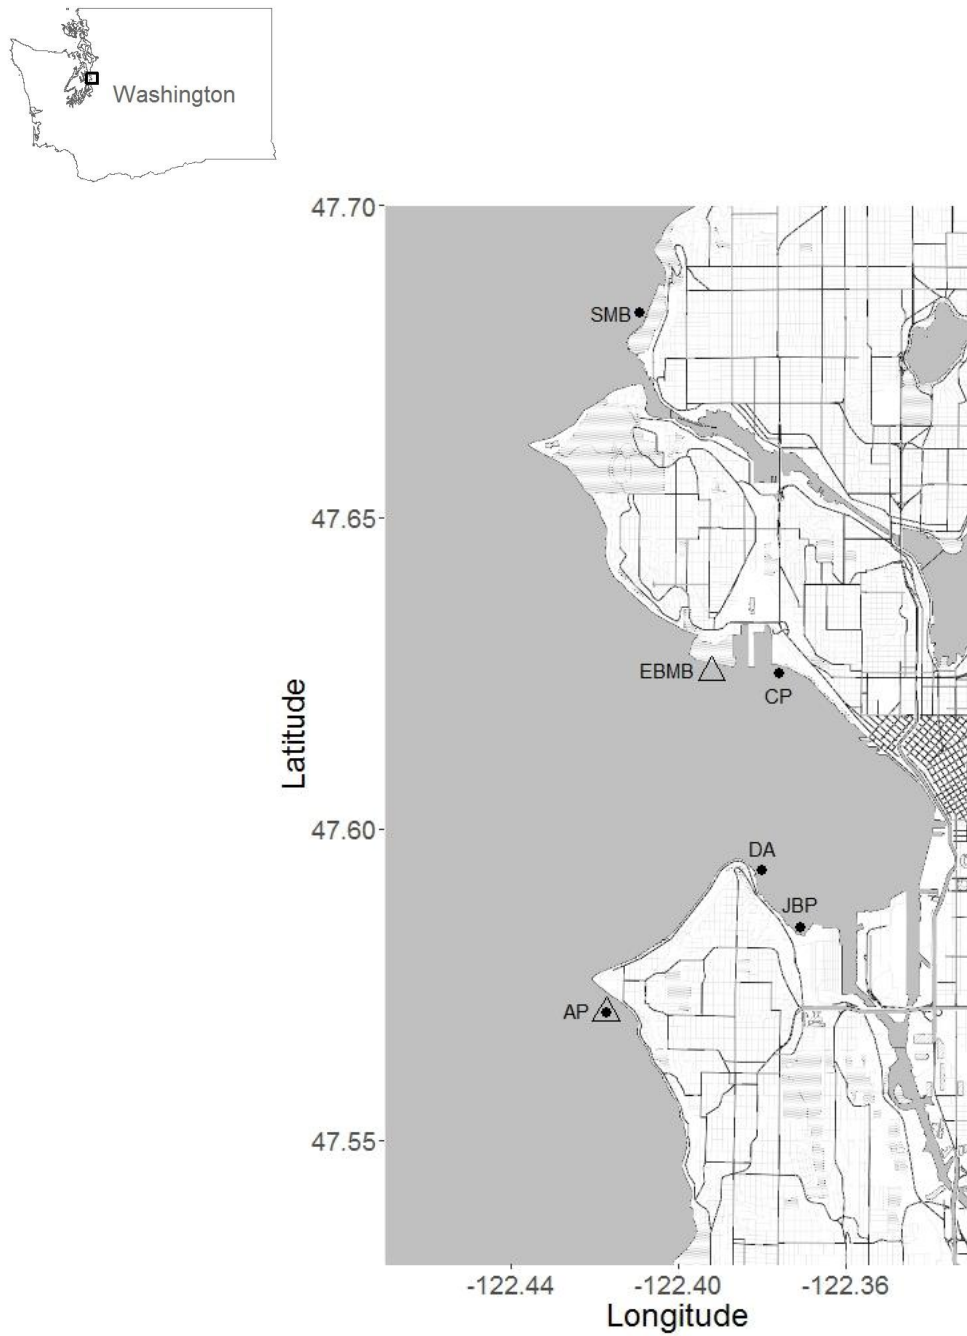 Washington
47.70
SMB
47.65
EBMB
CP
Latitude
47.60
DA
JBP
AP
47.55
-122.44 -122.40 -122.36
Longitude